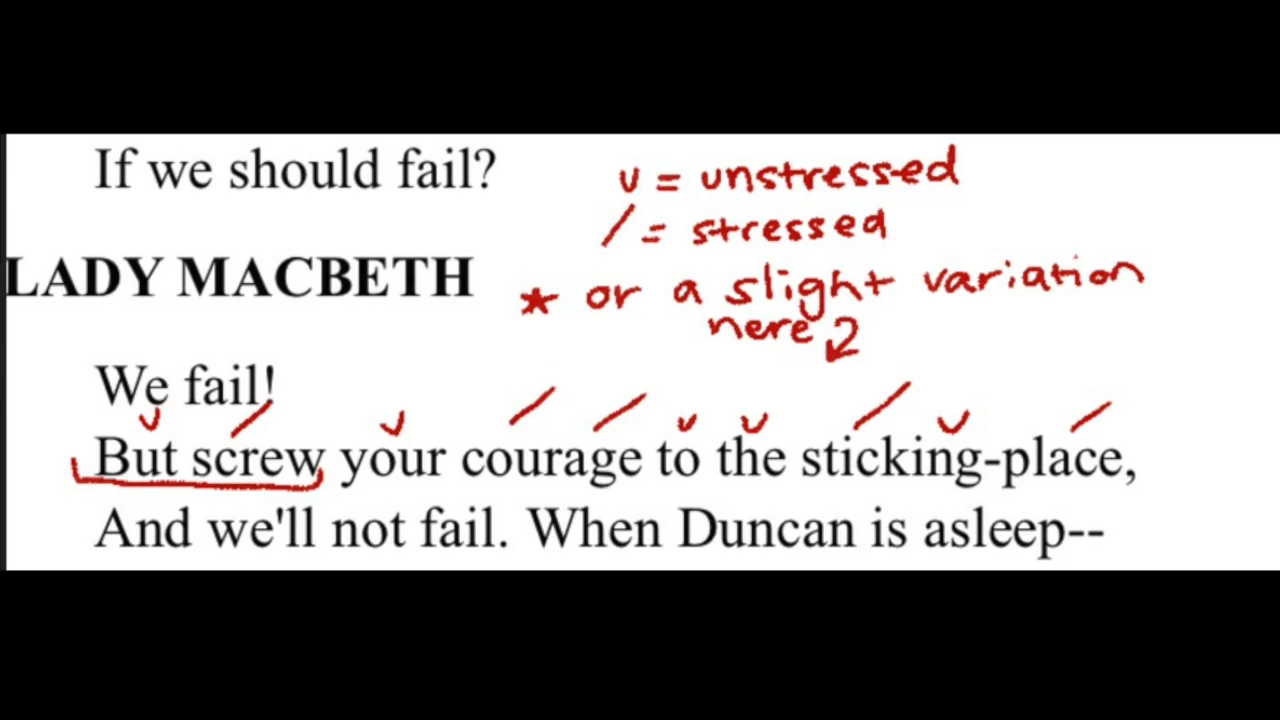 If we should fail?
u = unstressed
/ = stressed
LADY MACBETH
* or a slight variation
here
We fail!
But screw your courage to the sticking-place,
And we'll not fail. When Duncan is asleep--